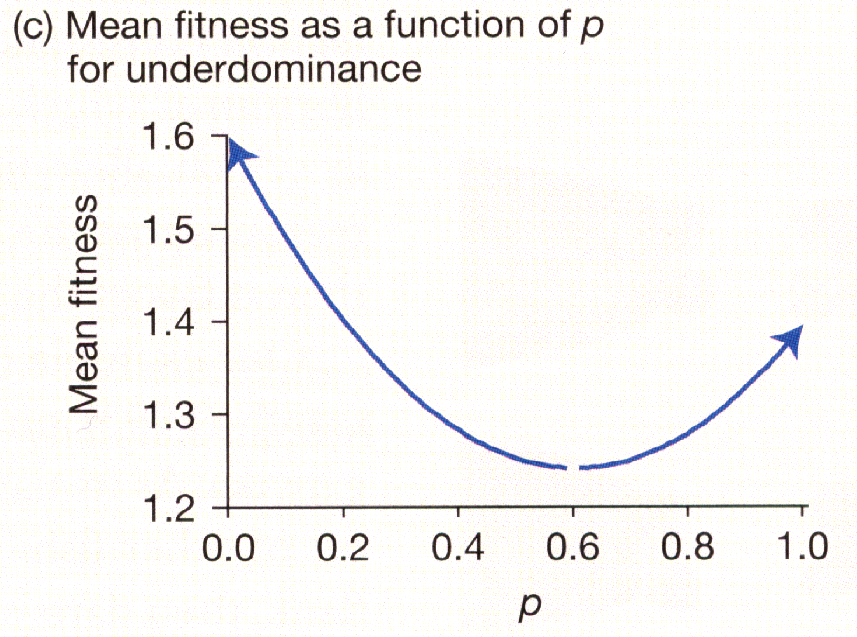 (c) Mean fitness as a function of p
for underdominance
1.6
1.5
1.4
1.3
1.2
Mean fitness
0.0 0.2 0.4 0.6 0.8 1.0
p